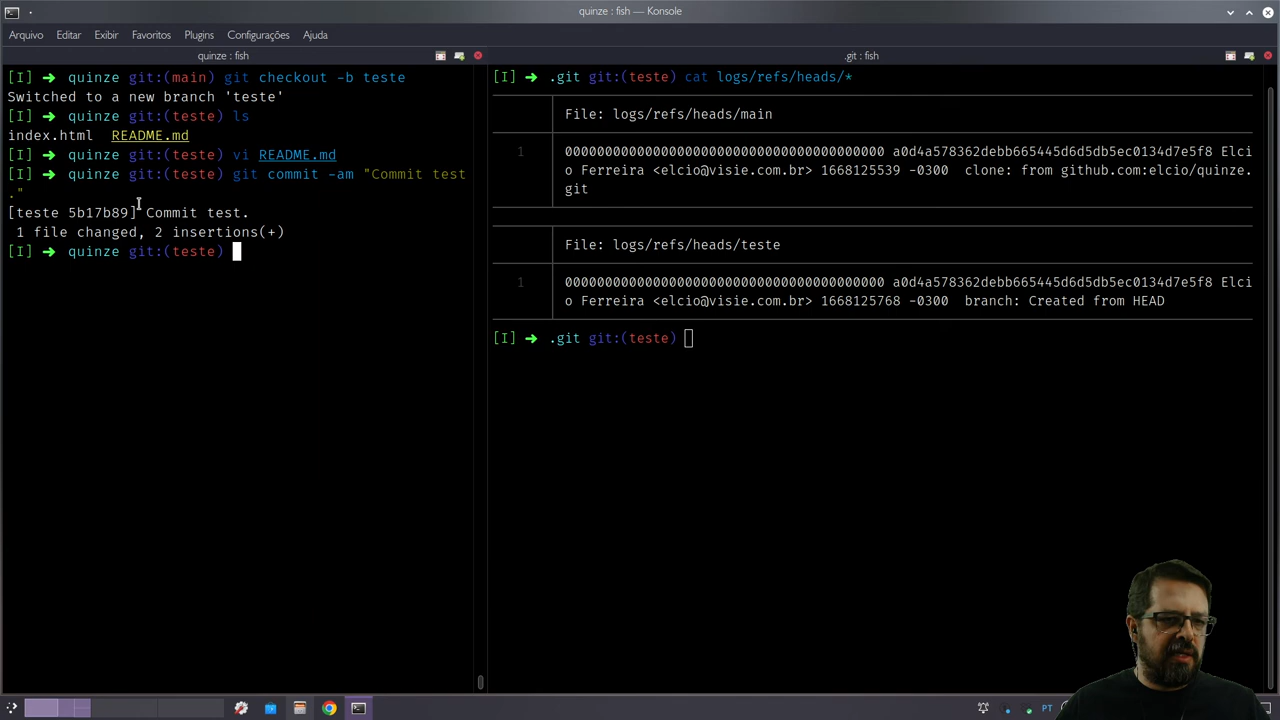 quinze : fish — Konsole
Arquivo Editar Exibir Favoritos Plugins Configurações Ajuda
quinze : fish
[I] ➜ quinze git:(main) git checkout -b teste
Switched to a new branch 'teste'
[I] ➜ quinze git:(teste) ls
index.html README.md
[I] ➜ quinze git:(teste) vi README.md
[I] ➜ quinze git:(teste) git commit -am "Commit test
."
[teste 5b17b89] Commit test.
1 file changed, 2 insertions(+)
[I] ➜ quinze git:(teste)
.git : fish
[I] ➜ .git git:(teste) cat logs/refs/heads/*
File: logs/refs/heads/main
1 0000000000000000000000000000000000000000 a0d4a578362debb665445d6d5db5ec0134d7e5f8 Elci
o Ferreira <elcio@visie.com.br> 1668125539 -0300 clone: from github.com:elcio/quinze.
git
File: logs/refs/heads/teste
1 0000000000000000000000000000000000000000 a0d4a578362debb665445d6d5db5ec0134d7e5f8 Elci
o Ferreira <elcio@visie.com.br> 1668125768 -0300 branch: Created from HEAD
[I] ➜ .git git:(teste)
PT